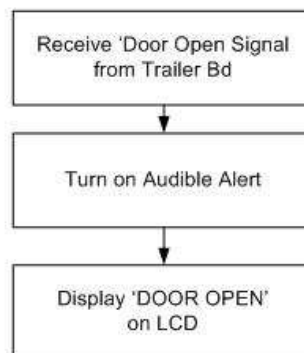 Receive ‘Door Open Signal
from Trailer Bd
Turn on Audible Alert
Display ‘DOOR OPEN’
on LCD